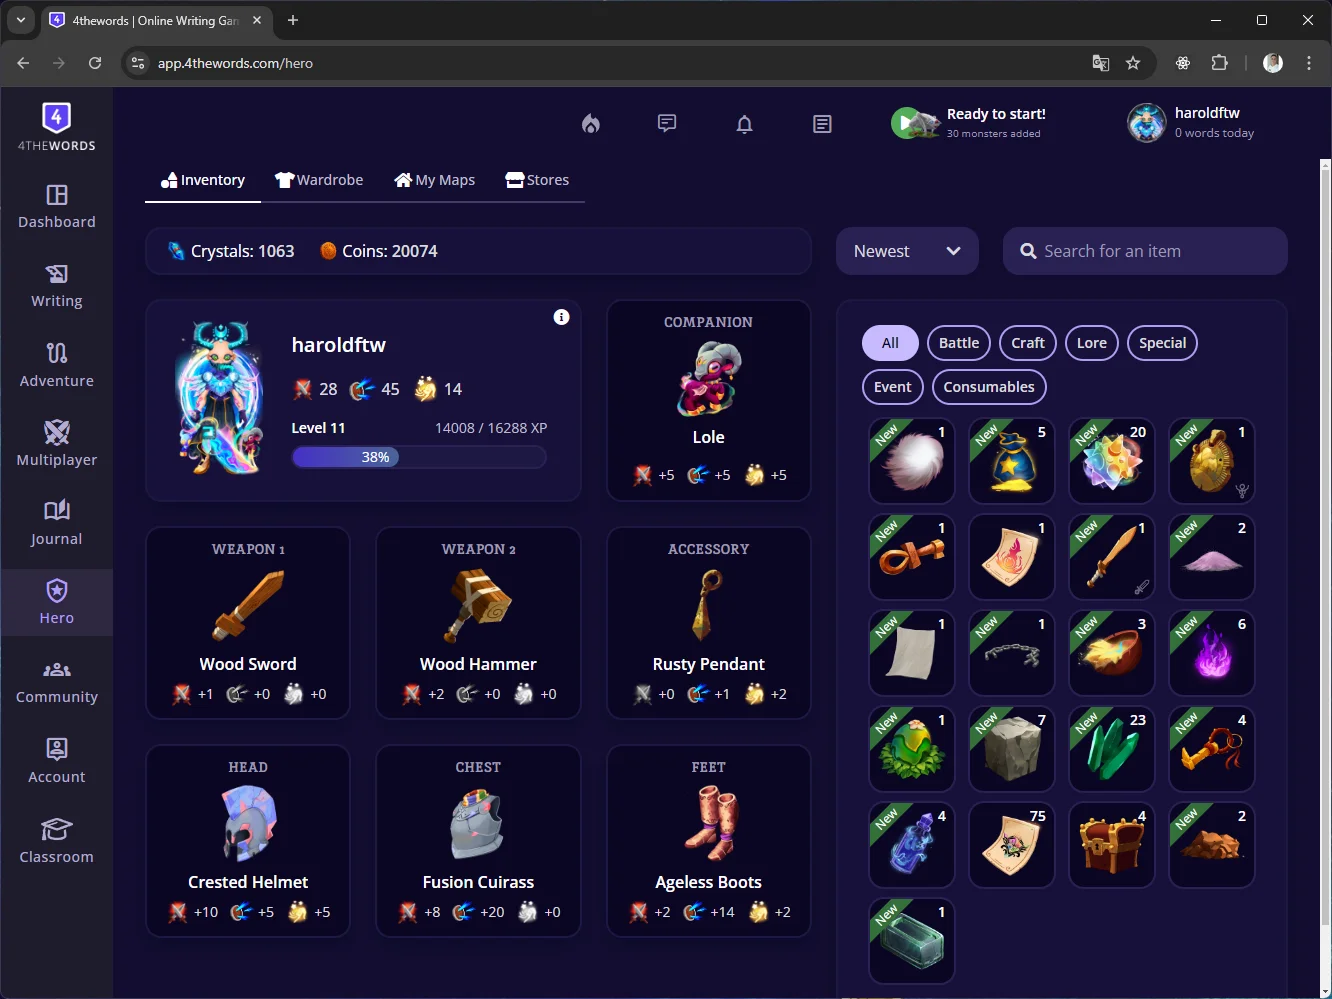 4thewords | Online Writing Gam
app.4thewords.com/hero
4
4THEWORDS
Dashboard
Writing
Adventure
Multiplayer
Journal
Hero
Community
Account
Classroom
Ready to start!
30 monsters added
haroldftw
0 words today
Inventory
Wardrobe
My Maps
Stores
Crystals: 1063
Coins: 20074
Newest
Search for an item
haroldftw
28 45 14
Level 11
14008 / 16288 XP
38%
COMPANION
Lole
+5 +5 +5
WEAPON 1
Wood Sword
+1 +0 +0
WEAPON 2
Wood Hammer
+2 +0 +0
ACCESSORY
Rusty Pendant
+0 +1 +2
HEAD
Crested Helmet
+10 +5 +5
CHEST
Fusion Cuirass
+8 +20 +0
FEET
Ageless Boots
+2 +14 +2
All Battle Craft Lore Special
Event Consumables
New 1 New 5 New 20 New 1
New 1 1 New 1 New 2
New 1 New 1 New 3 New 6
New 1 New 7 New 23 New 4
New 4 75 4 New 2
New 1